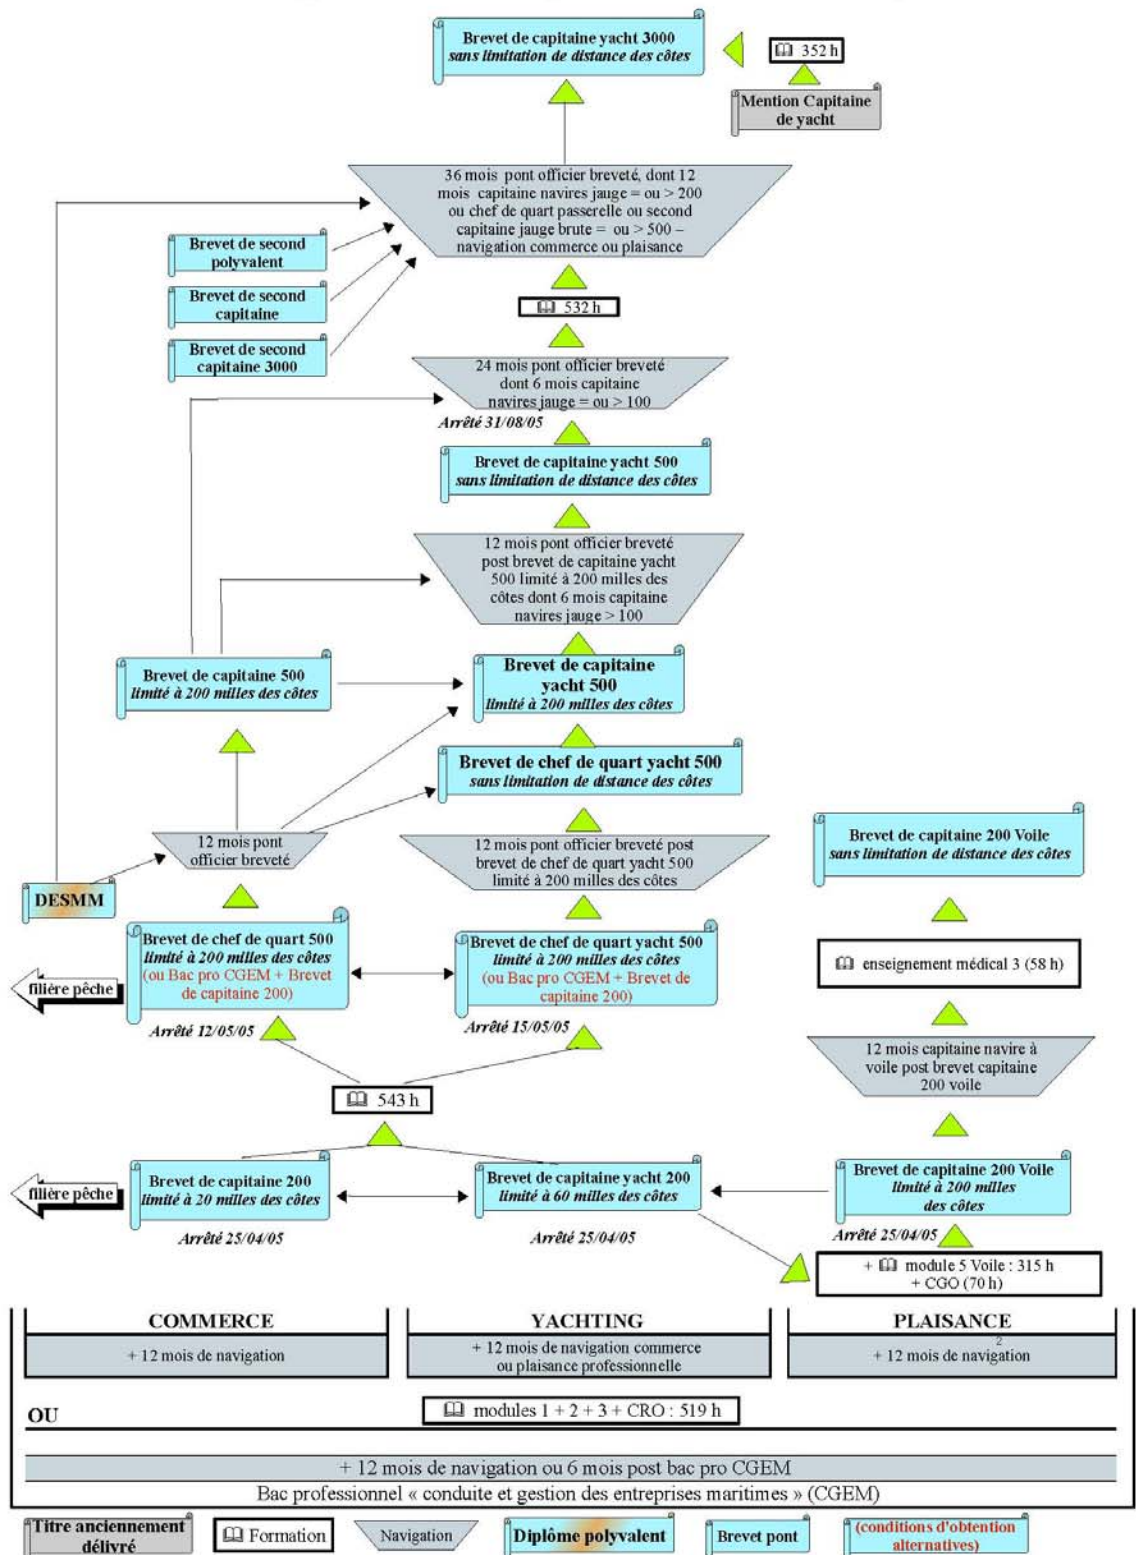 Brevet de capitaine yacht 3000
sans limitation de distance des côtes
352 h
Mention Capitaine
de yacht
36 mois pont officier breveté, dont 12
mois capitaine navires jauge = ou > 200
ou chef de quart passerelle ou second
capitaine jauge brute = ou > 500 –
navigation commerce ou plaisance
Brevet de second
polyvalent
Brevet de second
capitaine
Brevet de second
capitaine 3000
532 h
24 mois pont officier breveté
dont 6 mois capitaine
navires jauge = ou > 100
Arrêté 31/08/05
Brevet de capitaine yacht 500
sans limitation de distance des côtes
12 mois pont officier breveté
post brevet de capitaine yacht
500 limité à 200 milles des
côtes dont 6 mois capitaine
navires jauge > 100
Brevet de capitaine 500
limité à 200 milles des côtes
Brevet de capitaine
yacht 500
limité à 200 milles des côtes
Brevet de chef de quart yacht 500
sans limitation de distance des côtes
12 mois pont
officier breveté
12 mois pont officier breveté post
brevet de chef de quart yacht 500
limité à 200 milles des côtes
Brevet de capitaine 200 Voile
sans limitation de distance des côtes
DESMM
Brevet de chef de quart 500
limité à 200 milles des côtes
(ou Bac pro CGEM + Brevet
de capitaine 200)
Brevet de chef de quart yacht 500
limité à 200 milles des côtes
(ou Bac pro CGEM + Brevet de
capitaine 200)
enseignement médical 3 (58 h)
filière pêche
Arrêté 12/05/05
Arrêté 15/05/05
12 mois capitaine navire à
voile post brevet capitaine
200 voile
543 h
filière pêche
Brevet de capitaine 200
limité à 20 milles des côtes
Brevet de capitaine yacht 200
limité à 60 milles des côtes
Brevet de capitaine 200 Voile
limité à 200 milles
des côtes
Arrêté 25/04/05
Arrêté 25/04/05
Arrêté 25/04/05
+ module 5 Voile : 315 h
+ CGO (70 h)
COMMERCE
YACHTING
PLAISANCE
+ 12 mois de navigation
+ 12 mois de navigation commerce
ou plaisance professionnelle
+ 12 mois de navigation 2
OU
modules 1 + 2 + 3 + CRO : 519 h
+ 12 mois de navigation ou 6 mois post bac pro CGEM
Bac professionnel « conduite et gestion des entreprises maritimes » (CGEM)
Titre anciennement
délivré
Formation
Navigation
Diplôme polyvalent
Brevet pont
(conditions d'obtention
alternatives)